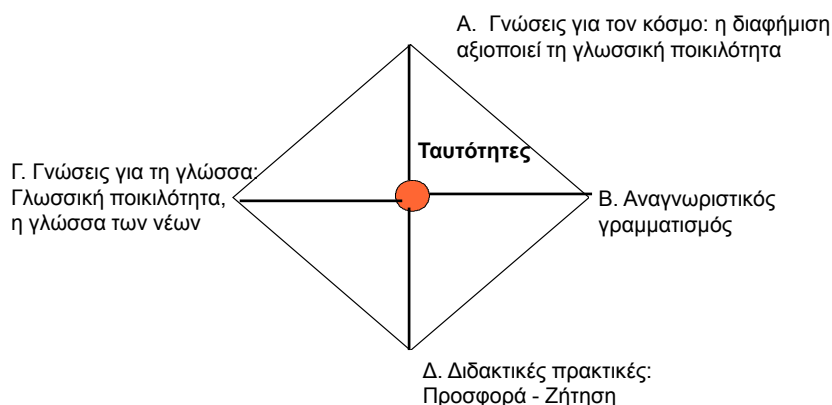 Α. Γνώσεις για τον κόσμο: η διαφήμιση
αξιοποιεί τη γλωσσική ποικιλότητα
Ταυτότητες
Γ. Γνώσεις για τη γλώσσα:
Γλωσσική ποικιλότητα,
η γλώσσα των νέων
Β. Αναγνωριστικός
γραμματισμός
Δ. Διδακτικές πρακτικές:
Προσφορά - Ζήτηση